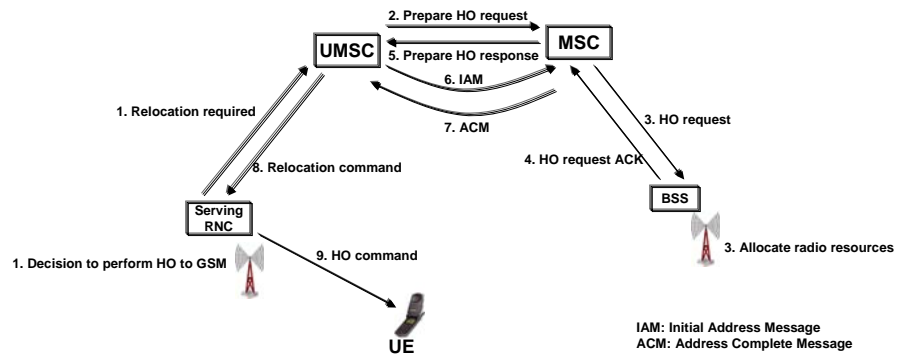 2. Prepare HO request
UMSC
MSC
5. Prepare HO response
6. IAM
1. Relocation required
7. ACM
3. HO request
4. HO request ACK
8. Relocation command
BSS
Serving
RNC
3. Allocate radio resources
1. Decision to perform HO to GSM
9. HO command
UE
IAM: Initial Address Message
ACM: Address Complete Message